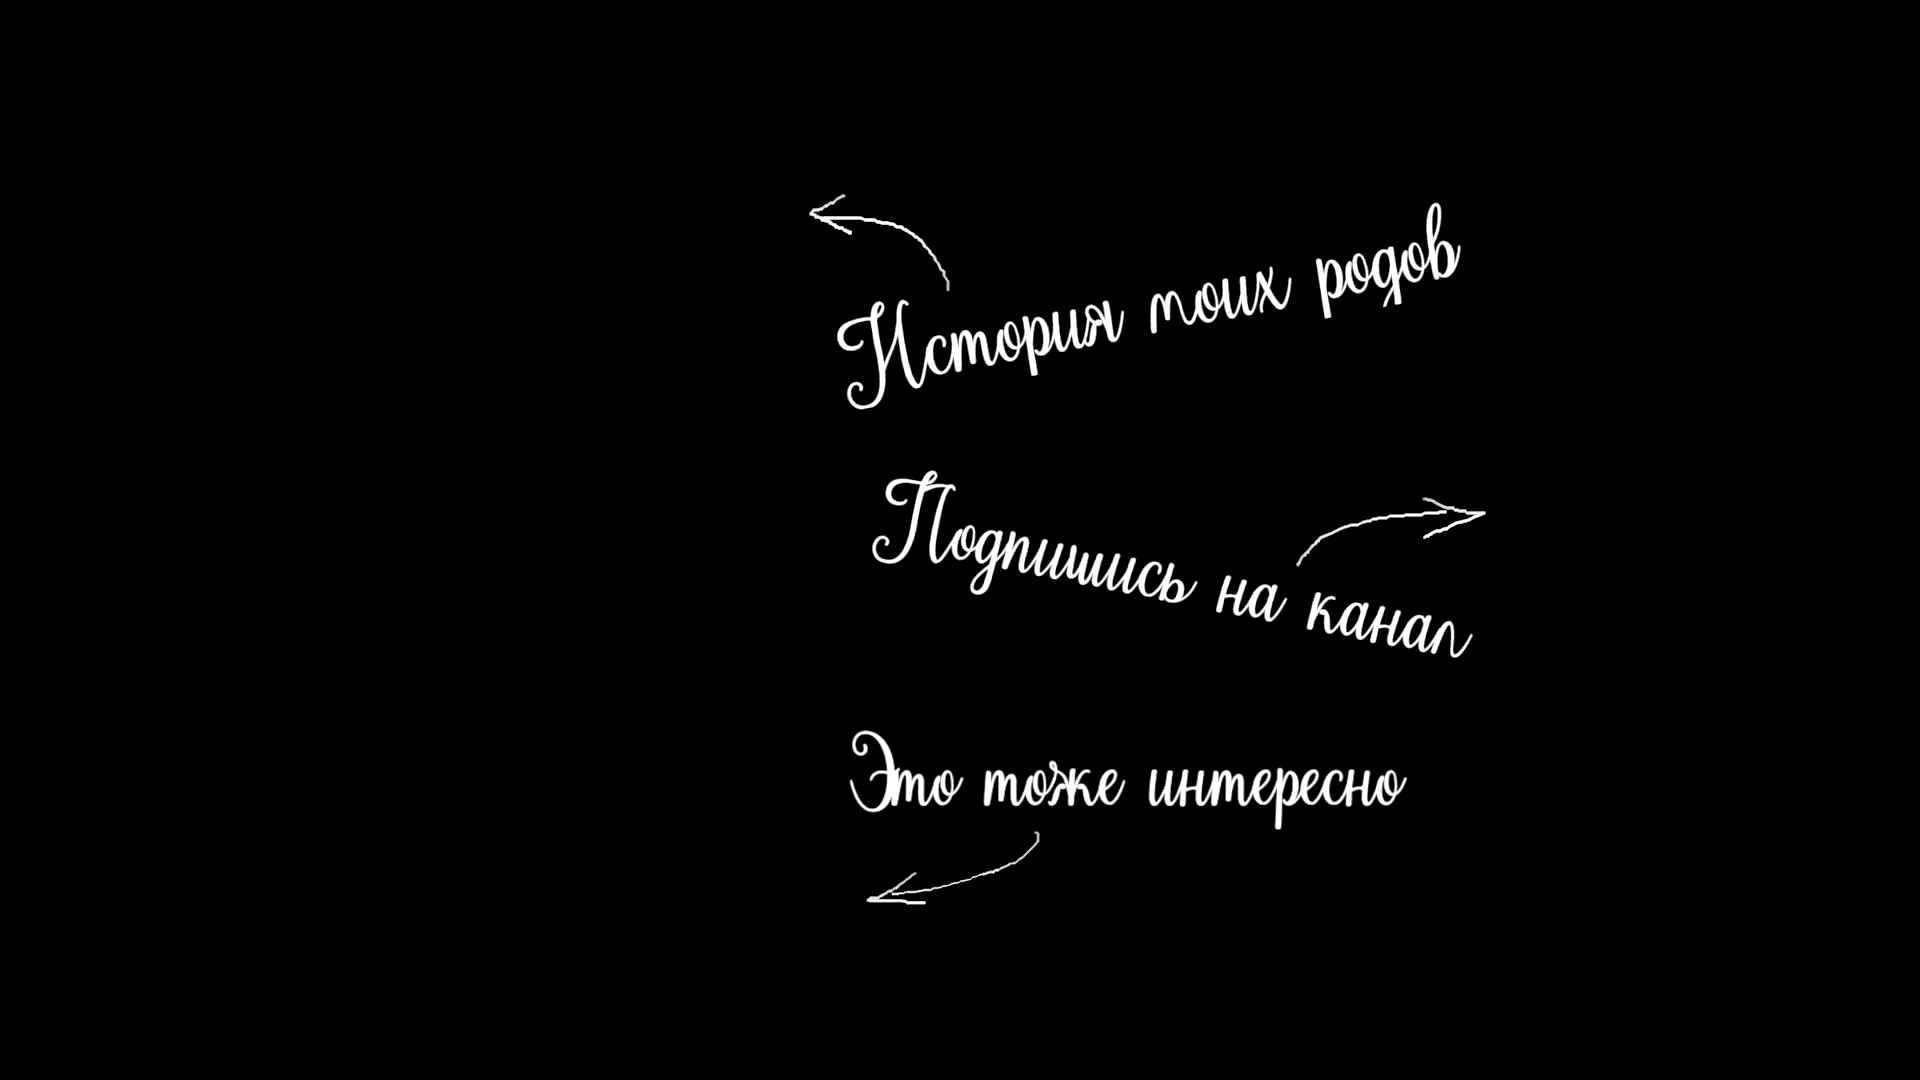 История моих родов
Подпишись на канал
Это тоже интересно